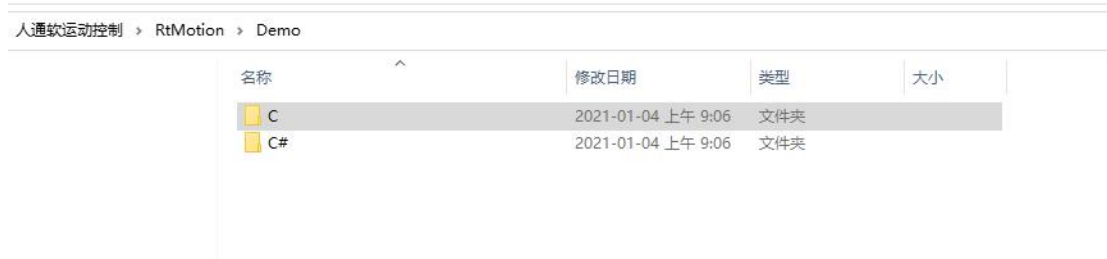 人通软运动控制 › RtMotion › Demo
名称 修改日期 类型 大小
C 2021-01-04 上午 9:06 文件夹
C# 2021-01-04 上午 9:06 文件夹